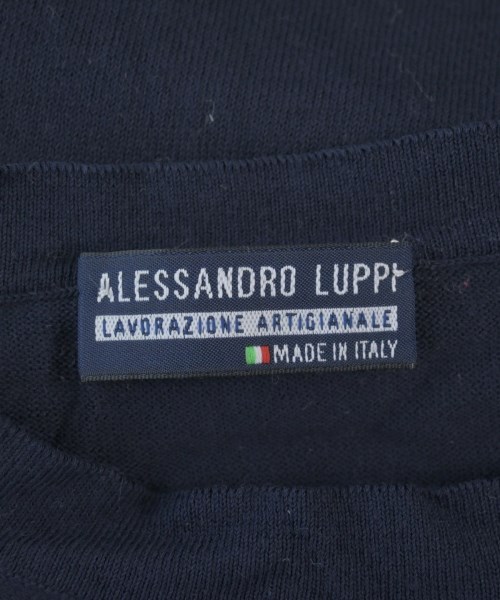 ALESSANDRO LUPPI
LAVORAZIONE ARTIGIANALE
MADE IN ITALY